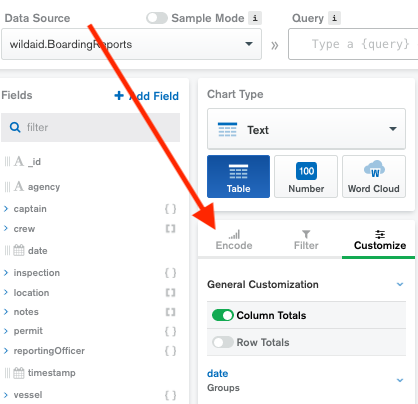 Data Source
Sample Mode i
Query i
wildaid.BoardingReports
»
Type a {query}
Fields
+ Add Field
filter
A _id
A agency
> captain { }
> crew [ ]
date
> inspection { }
> location [ ]
> notes [ ]
> permit { }
> reportingOfficer { }
timestamp
> vessel { }
Chart Type
Text
Table
100
Number
W
Word Cloud
Encode
Filter
Customize
General Customization
Column Totals
Row Totals
date
Groups